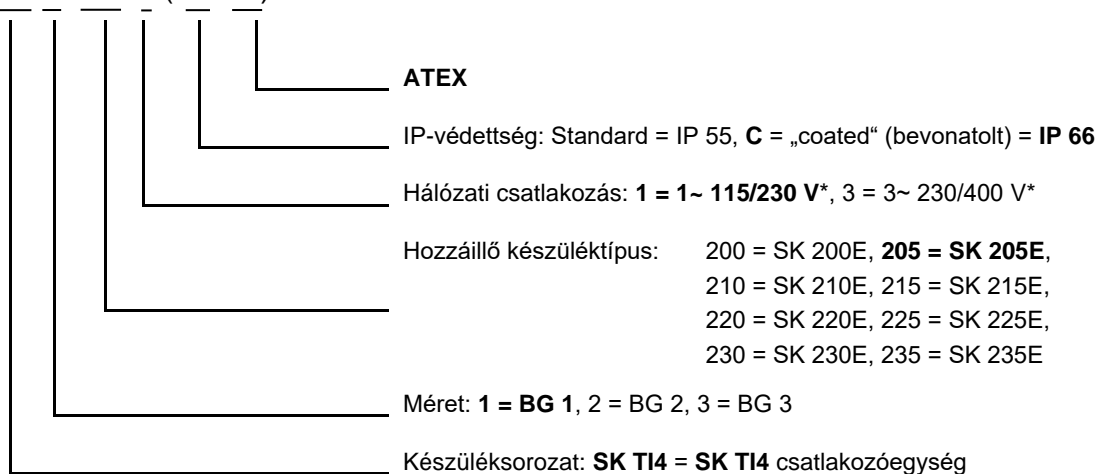 ATEX
IP-védettség: Standard = IP 55, C = „coated“ (bevonatolt) = IP 66
Hálózati csatlakozás: 1 = 1~ 115/230 V*, 3 = 3~ 230/400 V*
Hozzáillő készüléktípus: 200 = SK 200E, 205 = SK 205E,
210 = SK 210E, 215 = SK 215E,
220 = SK 220E, 225 = SK 225E,
230 = SK 230E, 235 = SK 235E
Méret: 1 = BG 1, 2 = BG 2, 3 = BG 3
Készüléksorozat: SK TI4 = SK TI4 csatlakozóegység